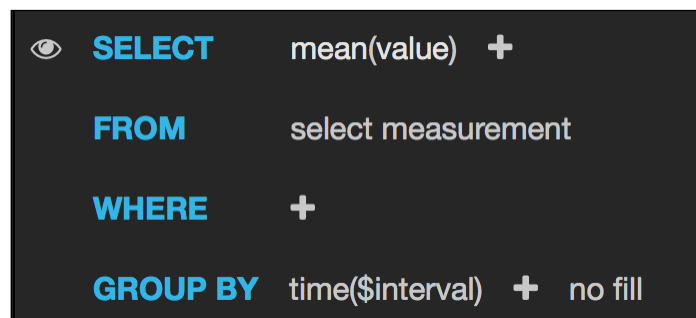 SELECT mean(value) +
FROM select measurement
WHERE +
GROUP BY time($interval) + no fill